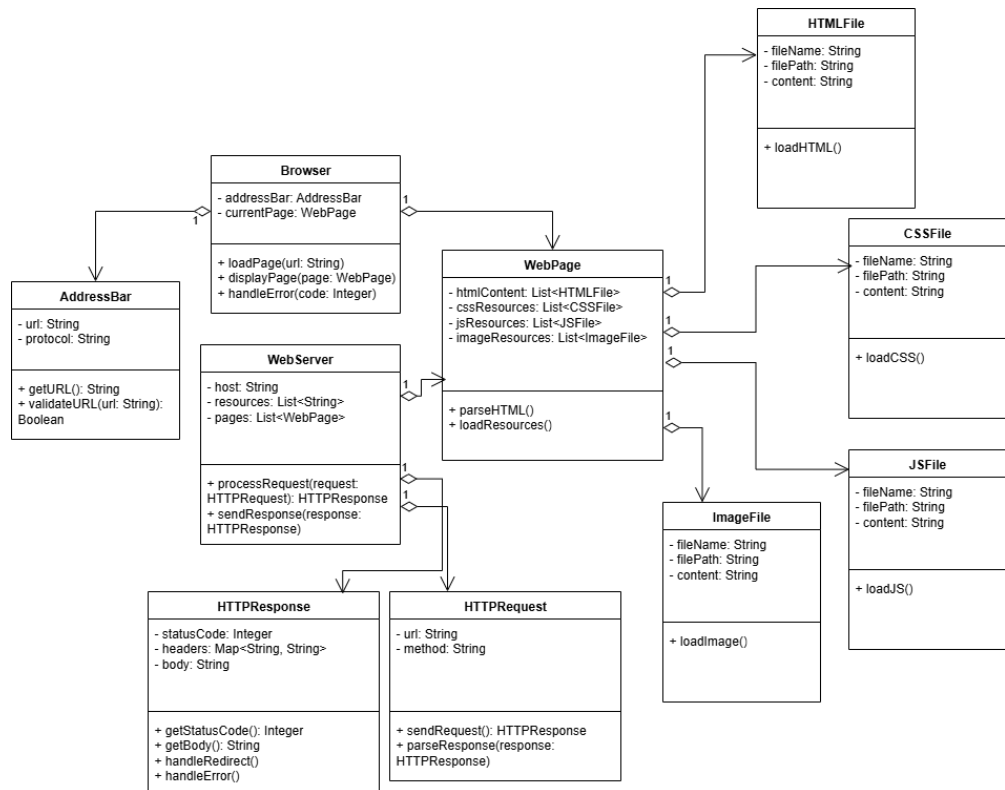 HTMLFile
- fileName: String
- filePath: String
- content: String
+ loadHTML()
Browser
- addressBar: AddressBar
- currentPage: WebPage
+ loadPage(url: String)
+ displayPage(page: WebPage)
+ handleError(code: Integer)
1
1
CSSFile
- fileName: String
- filePath: String
- content: String
+ loadCSS()
WebPage
- htmlContent: List<HTMLFile>
- cssResources: List<CSSFile>
- jsResources: List<JSFile>
- imageResources: List<ImageFile>
+ parseHTML()
+ loadResources()
1
1
1
1
AddressBar
- url: String
- protocol: String
+ getURL(): String
+ validateURL(url: String):
Boolean
WebServer
- host: String
- resources: List<String>
- pages: List<WebPage>
+ processRequest(request:
HTTPRequest): HTTPResponse
+ sendResponse(response:
HTTPResponse)
1
1
1
JSFile
- fileName: String
- filePath: String
- content: String
+ loadJS()
ImageFile
- fileName: String
- filePath: String
- content: String
+ loadImage()
HTTPResponse
- statusCode: Integer
- headers: Map<String, String>
- body: String
+ getStatusCode(): Integer
+ getBody(): String
+ handleRedirect()
+ handleError()
HTTPRequest
- url: String
- method: String
+ sendRequest(): HTTPResponse
+ parseResponse(response:
HTTPResponse)